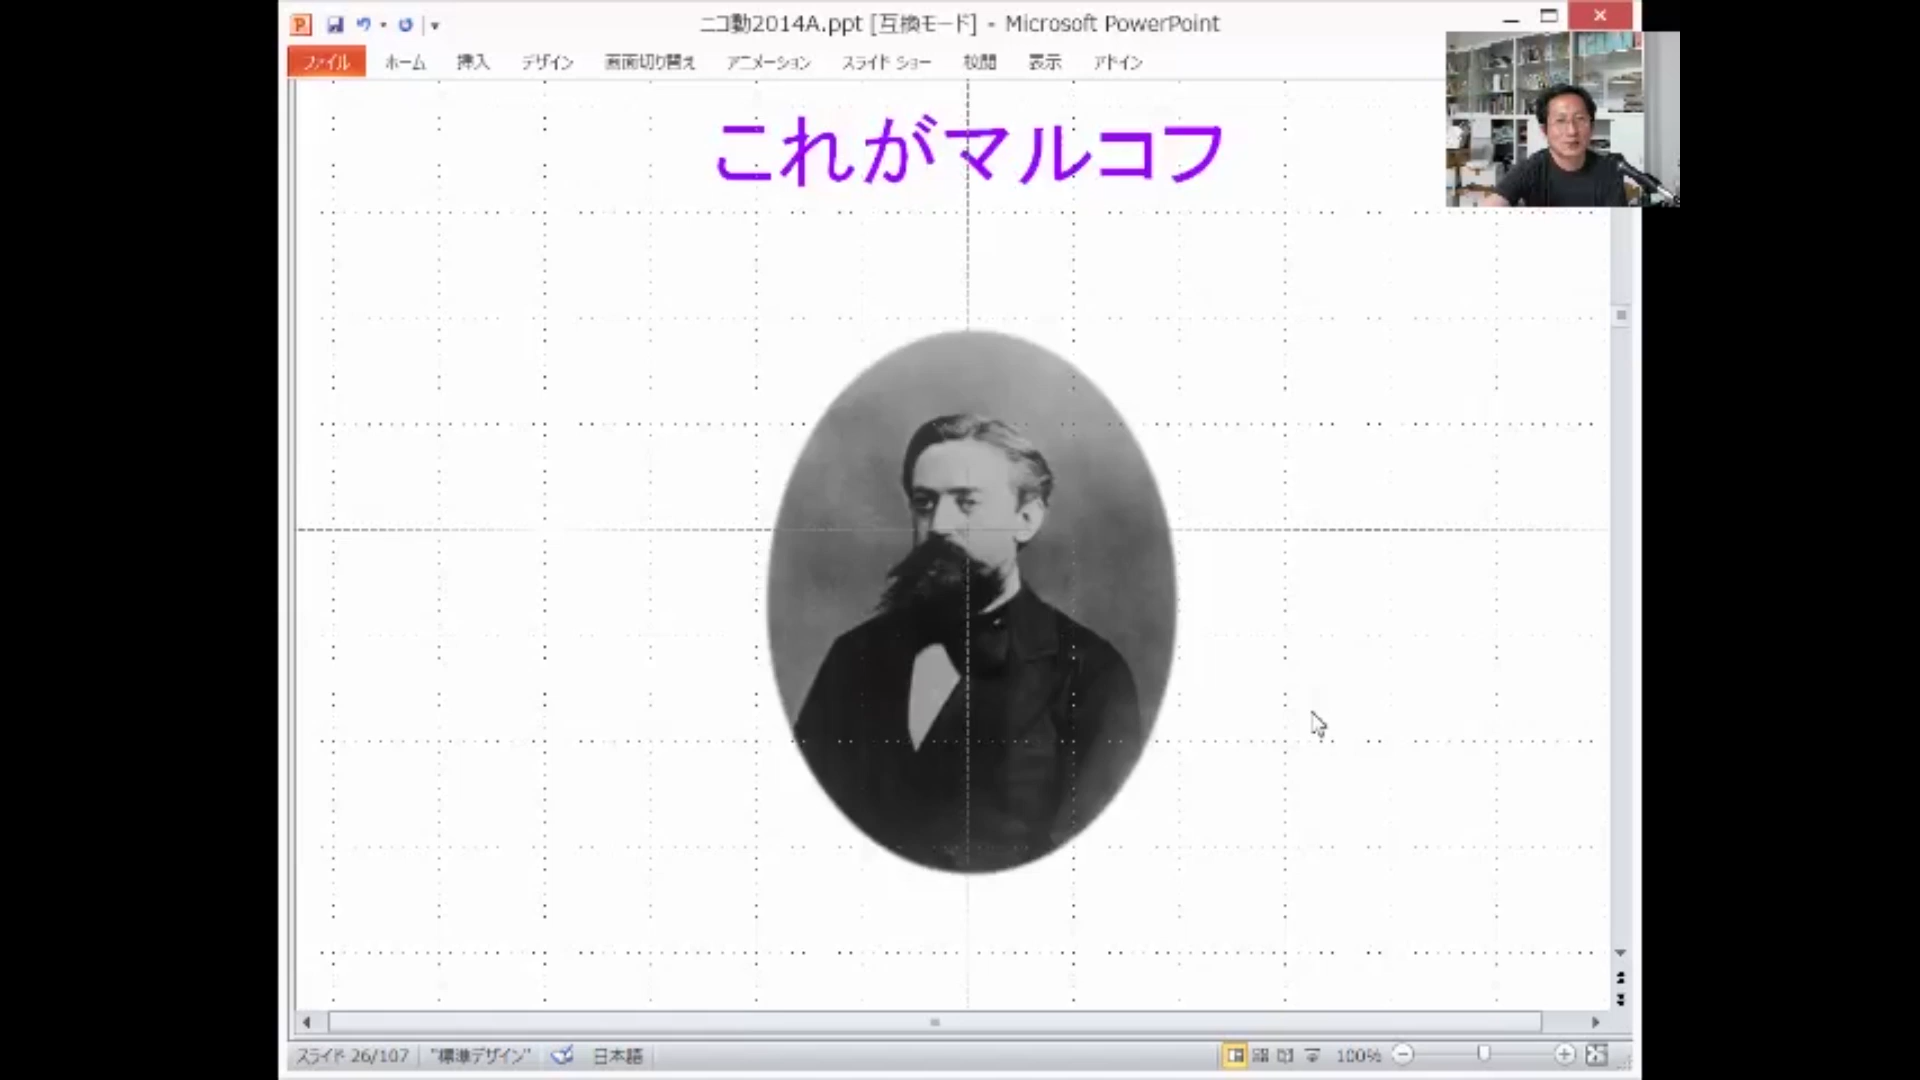 ニコ動2014A.ppt [互換モード] - Microsoft PowerPoint
ファイル ホーム 挿入 デザイン 画面切り替え アニメーション スライド ショー 校閲 表示 アドイン
これがマルコフ
スライド 26/107 "標準デザイン" 日本語 100%